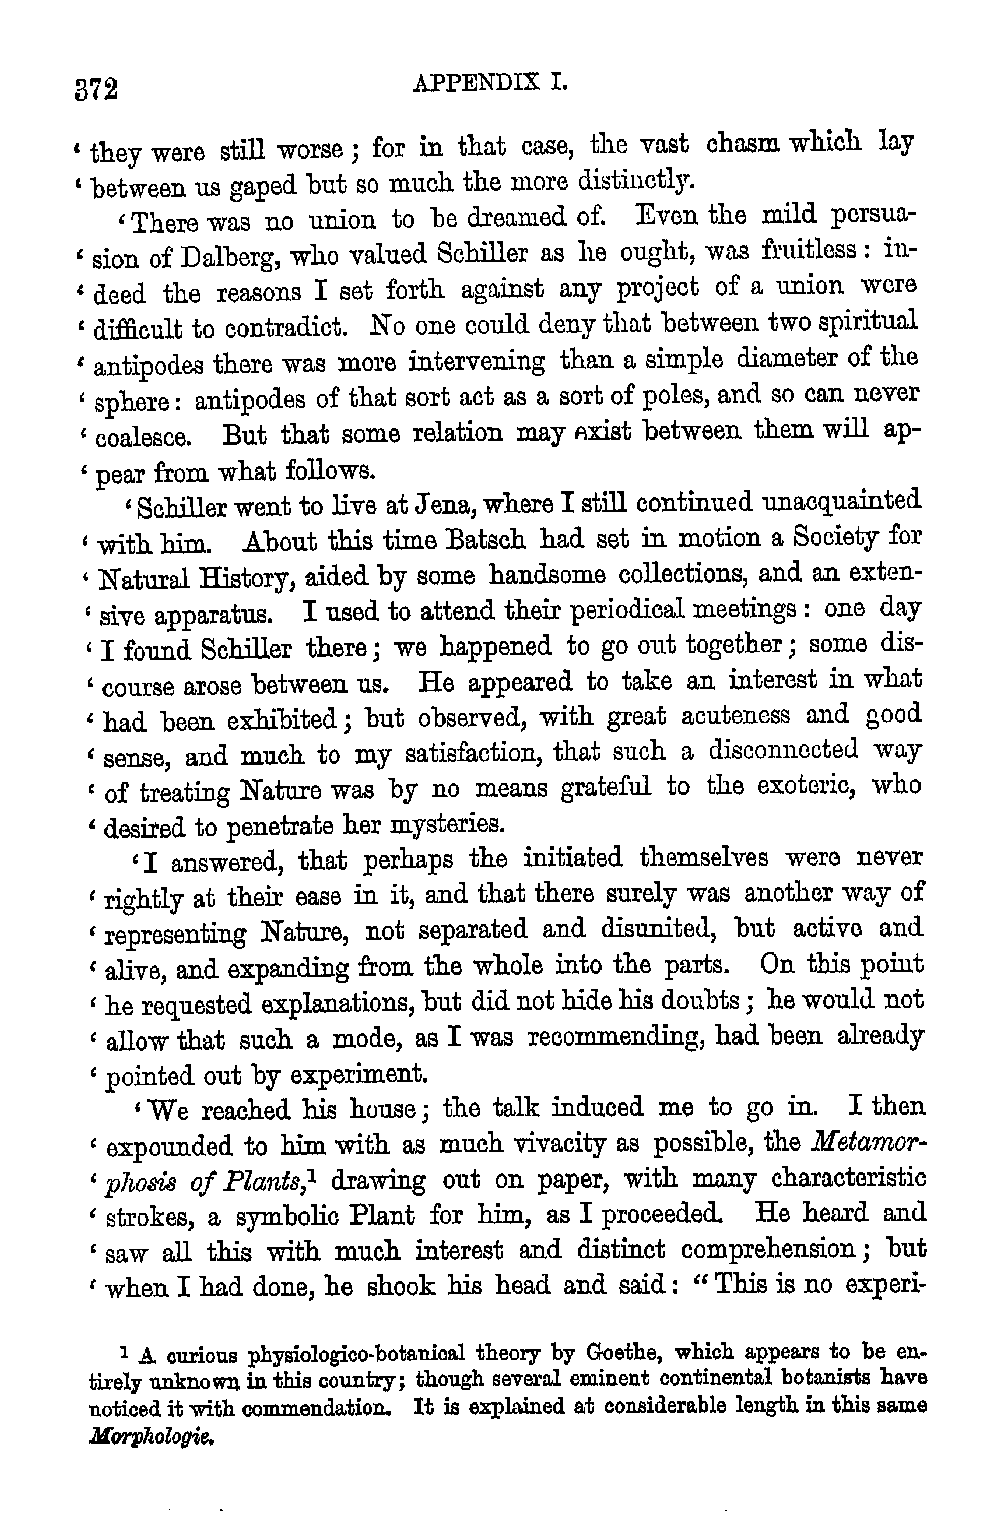 372 APPENDIX I.
‘ they were still worse ; for in that case, the vast chasm which lay
‘ between us gaped but so much the more distinctly.
‘ There was no union to be dreamed of. Even the mild persua-
‘ sion of Dalberg, who valued Schiller as he ought, was fruitless : in-
‘ deed the reasons I set forth against any project of a union were
‘ difficult to contradict. No one could deny that between two spiritual
‘ antipodes there was more intervening than a simple diameter of the
‘ sphere : antipodes of that sort act as a sort of poles, and so can never
‘ coalesce. But that some relation may exist between them will ap-
‘ pear from what follows.
‘ Schiller went to live at Jena, where I still continued unacquainted
‘ with him. About this time Batsch had set in motion a Society for
‘ Natural History, aided by some handsome collections, and an exten-
‘ sive apparatus. I used to attend their periodical meetings : one day
‘ I found Schiller there ; we happened to go out together ; some dis-
‘ course arose between us. He appeared to take an interest in what
‘ had been exhibited ; but observed, with great acuteness and good
‘ sense, and much to my satisfaction, that such a disconnected way
‘ of treating Nature was by no means grateful to the exoteric, who
‘ desired to penetrate her mysteries.
‘ I answered, that perhaps the initiated themselves were never
‘ rightly at their ease in it, and that there surely was another way of
‘ representing Nature, not separated and disunited, but active and
‘ alive, and expanding from the whole into the parts. On this point
‘ he requested explanations, but did not hide his doubts ; he would not
‘ allow that such a mode, as I was recommending, had been already
‘ pointed out by experiment.
‘ We reached his house ; the talk induced me to go in. I then
‘ expounded to him with as much vivacity as possible, the Metamor-
‘ phosis of Plants,¹ drawing out on paper, with many characteristic
‘ strokes, a symbolic Plant for him, as I proceeded. He heard and
‘ saw all this with much interest and distinct comprehension ; but
‘ when I had done, he shook his head and said : “ This is no experi-
¹ A curious physiologico-botanical theory by Goethe, which appears to be en-
tirely unknown in this country ; though several eminent continental botanists have
noticed it with commendation. It is explained at considerable length in this same
Morphologie.